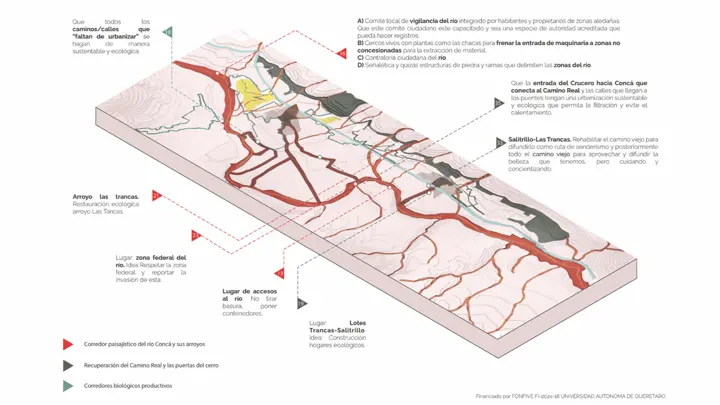 Que todos los
caminos/calles que
"faltan de urbanizar" se
hagan de manera
sustentable y ecológica.
A) Comité local de vigilancia del río integrado por habitantes y propietarios de zonas aledañas.
Que este comité ciudadano esté capacitado y sea una especie de autoridad acreditada que
pueda hacer registros.
B) Cercos vivos con plantas como las chacas para frenar la entrada de maquinaria a zonas no
concesionadas para la extracción de material.
C) Contraloría ciudadana del río.
D) Señalética y quizás estructuras de piedra y ramas que delimiten las zonas del río.
Que la entrada del Crucero hacia Concá que
conecta al Camino Real y las calles que llegan a
los puentes tengan una urbanización sustentable
y ecológica que permita la filtración y evite el
calentamiento.
Salitrillo-Las Trancas. Rehabilitar el camino viejo para
difundirlo como ruta de senderismo y posteriormente
todo el camino viejo para aprovechar y difundir la
belleza que tenemos, pero cuidando y
concientizando.
Arroyo las trancas.
Restauración ecológica
arroyo Las Tancas.
Lugar: zona federal del
río. Idea Respetar la zona
federal y reportar la
invasión de esta.
Lugar de accesos
al río. No tirar
basura, poner
contenedores.
Lugar: Lotes
Trancas-Salitrillo.
Idea: Construcción
hogares ecológicos.
Corredor paisajístico del río Concá y sus arroyos
Recuperación del Camino Real y las puertas del cerro
Corredores biológicos productivos
Financiado por FONFIVE FI-2024-16 UNIVERSIDAD AUTONOMA DE QUERETARO.